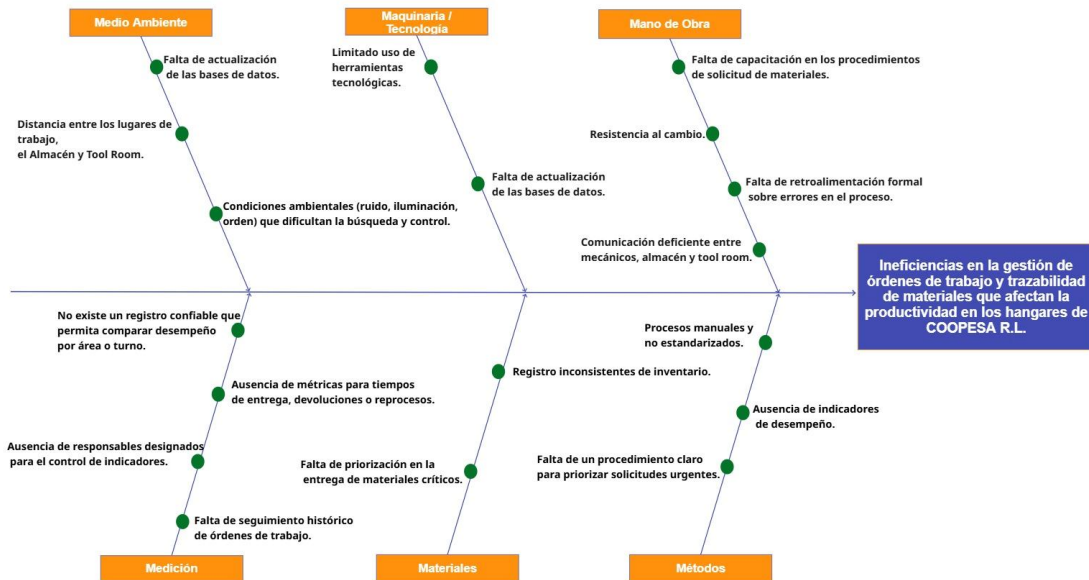 Medio Ambiente
Maquinaria /
Tecnología
Mano de Obra
Falta de actualización
de las bases de datos.
Distancia entre los lugares de
trabajo,
el Almacén y Tool Room.
Condiciones ambientales (ruido, iluminación,
orden) que dificultan la búsqueda y control.
Limitado uso de
herramientas
tecnológicas.
Falta de actualización
de las bases de datos.
Falta de capacitación en los procedimientos
de solicitud de materiales.
Resistencia al cambio.
Falta de retroalimentación formal
sobre errores en el proceso.
Comunicación deficiente entre
mecánicos, almacén y tool room.
Ineficiencias en la gestión de
órdenes de trabajo y trazabilidad
de materiales que afectan la
productividad en los hangares de
COOPESA R.L.
No existe un registro confiable que
permita comparar desempeño
por área o turno.
Ausencia de métricas para tiempos
de entrega, devoluciones o reprocesos.
Ausencia de responsables designados
para el control de indicadores.
Falta de seguimiento histórico
de órdenes de trabajo.
Registro inconsistentes de inventario.
Falta de priorización en la
entrega de materiales críticos.
Procesos manuales y
no estandarizados.
Ausencia de indicadores
de desempeño.
Falta de un procedimiento claro
para priorizar solicitudes urgentes.
Medición
Materiales
Métodos